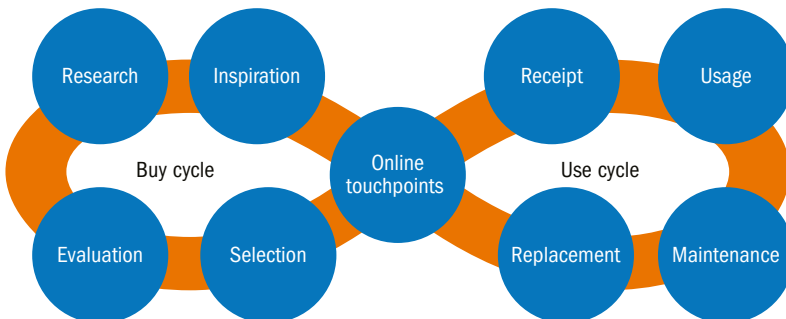 Research
Inspiration
Receipt
Usage
Buy cycle
Online
touchpoints
Use cycle
Evaluation
Selection
Replacement
Maintenance